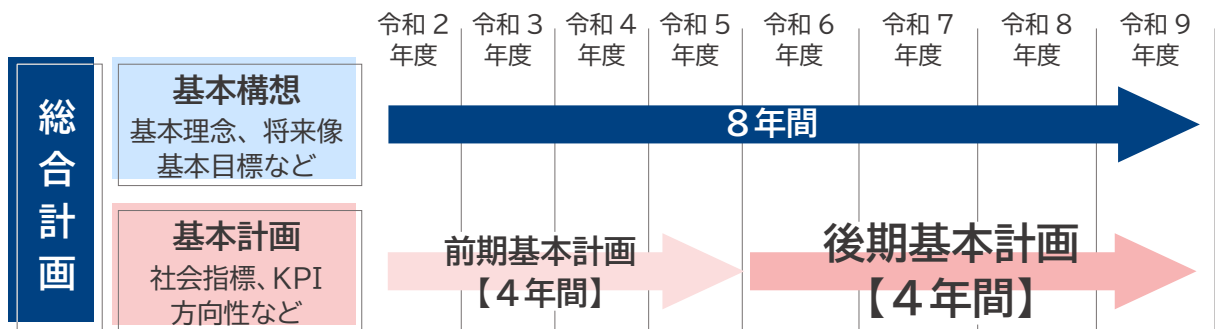 令和２
年度
令和３
年度
令和４
年度
令和５
年度
令和６
年度
令和７
年度
令和８
年度
令和９
年度
総合計画
基本構想
基本理念、将来像
基本目標など
８年間
基本計画
社会指標、KPI
方向性など
前期基本計画
【４年間】
後期基本計画
【４年間】